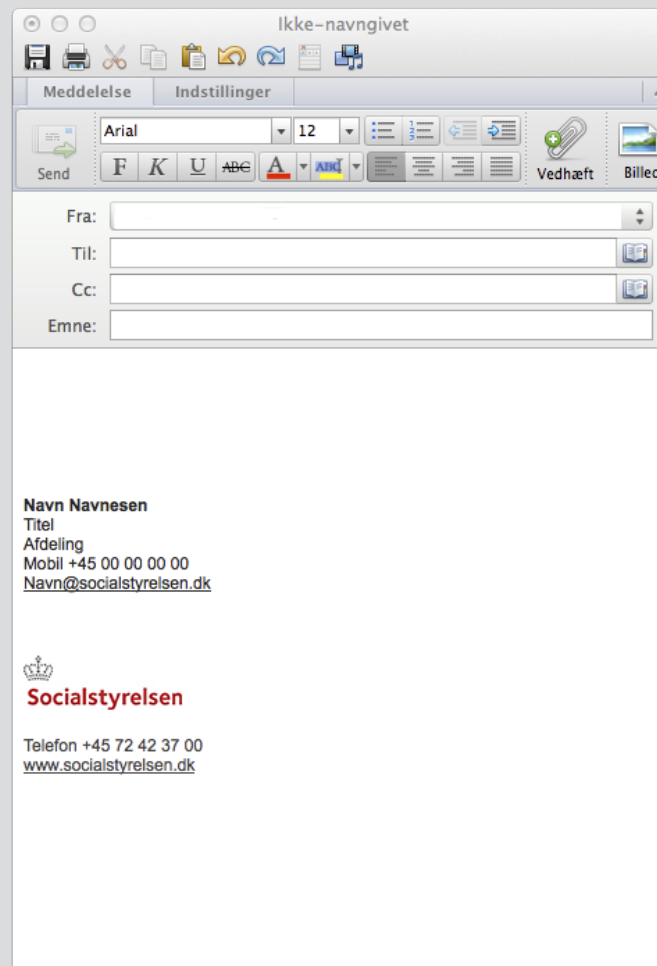 Ikke-navngivet
Meddelelse Indstillinger
Arial 12
Send F K U ABC A ABC Vedhæft
Fra:
Til:
Cc:
Emne:
Navn Navnesen
Titel
Afdeling
Mobil +45 00 00 00 00
Navn@socialstyrelsen.dk
Socialstyrelsen
Telefon +45 72 42 37 00
www.socialstyrelsen.dk